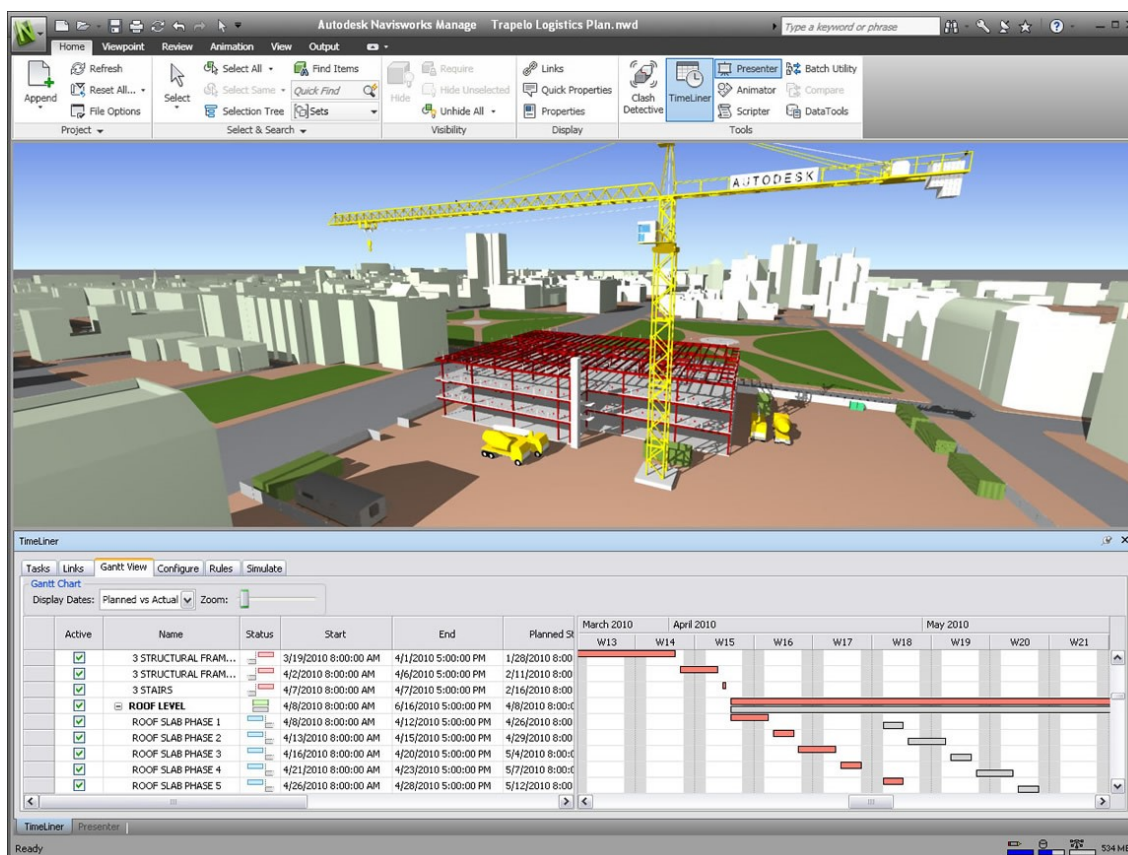 Autodesk Navisworks Manage Trapelo Logistics Plan.nwd
Type a keyword or phrase
Home Viewpoint Review Animation View Output
Append
Refresh
Reset All...
File Options
Project
Select
Select All
Select Same
Selection Tree
Find Items
Quick Find
Sets
Select & Search
Hide
Require
Hide Unselected
Unhide All
Visibility
Links
Quick Properties
Properties
Display
Clash Detective
TimeLiner
Presenter
Animator
Scripter
Batch Utility
Compare
DataTools
Tools
AUTODESK
TimeLiner
Tasks Links Gantt View Configure Rules Simulate
Gantt Chart
Display Dates: Planned vs Actual Zoom:
Active Name Status Start End Planned St
March 2010 April 2010 May 2010
W13 W14 W15 W16 W17 W18 W19 W20 W21
3 STRUCTURAL FRAM... 3/19/2010 8:00:00 AM 4/1/2010 5:00:00 PM 1/28/2010 8:00
3 STRUCTURAL FRAM... 4/2/2010 8:00:00 AM 4/6/2010 5:00:00 PM 2/11/2010 8:00
3 STAIRS 4/7/2010 8:00:00 AM 4/7/2010 5:00:00 PM 2/16/2010 8:00
ROOF LEVEL 4/8/2010 8:00:00 AM 6/16/2010 5:00:00 PM 4/8/2010 8:00:0
ROOF SLAB PHASE 1 4/8/2010 8:00:00 AM 4/12/2010 5:00:00 PM 4/26/2010 8:00
ROOF SLAB PHASE 2 4/13/2010 8:00:00 AM 4/15/2010 5:00:00 PM 4/29/2010 8:00
ROOF SLAB PHASE 3 4/16/2010 8:00:00 AM 4/20/2010 5:00:00 PM 5/4/2010 8:00:0
ROOF SLAB PHASE 4 4/21/2010 8:00:00 AM 4/23/2010 5:00:00 PM 5/7/2010 8:00:0
ROOF SLAB PHASE 5 4/26/2010 8:00:00 AM 4/28/2010 5:00:00 PM 5/12/2010 8:00
TimeLiner Presenter
Ready
534 ME